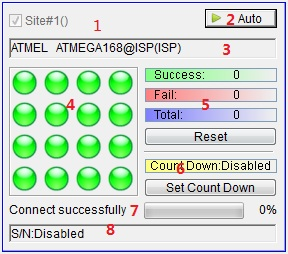 Site#1() 1 2 Auto
ATMEL ATMEGA168@ISP(ISP) 3
4
Success: 0
Fail: 5 0
Total: 0
Reset
6
Count Down:Disabled
Set Count Down
Connect successfully 7 0%
S/N:Disabled 8